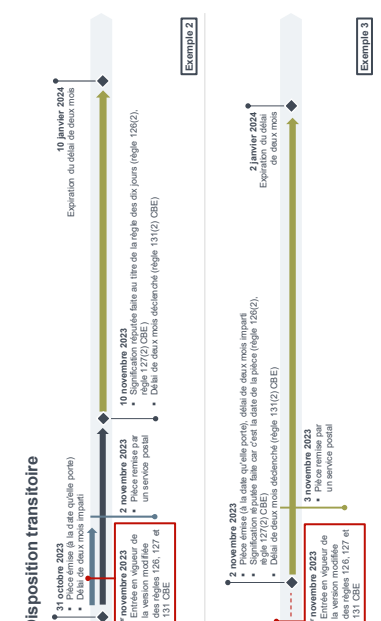 isposition transitoire
31 octobre 2023
• Pièce émise (à la date qu'elle porte)
• Délai de deux mois imparti
novembre 2023
Entrée en vigueur de
la version modifiée
des règles 126, 127 et
131 CBE
2 novembre 2023
• Pièce remise par
un service postal
10 novembre 2023
• Signification réputée faite au titre de la règle des dix jours (règle 126(2),
règle 127(2) CBE)
• Délai de deux mois déclenché (règle 131(2) CBE)
10 janvier 2024
Expiration du délai de deux mois
Exemple 2
2 novembre 2023
• Pièce émise (à la date qu'elle porte), délai de deux mois imparti
• Signification réputée faite car c'est la date de la pièce (règle 126(2),
règle 127(2) CBE)
• Délai de deux mois déclenché (règle 131(2) CBE)
novembre 2023
Entrée en vigueur de
la version modifiée
des règles 126, 127 et
131 CBE
3 novembre 2023
• Pièce remise par
un service postal
2 janvier 2024
Expiration du délai
de deux mois
Exemple 3